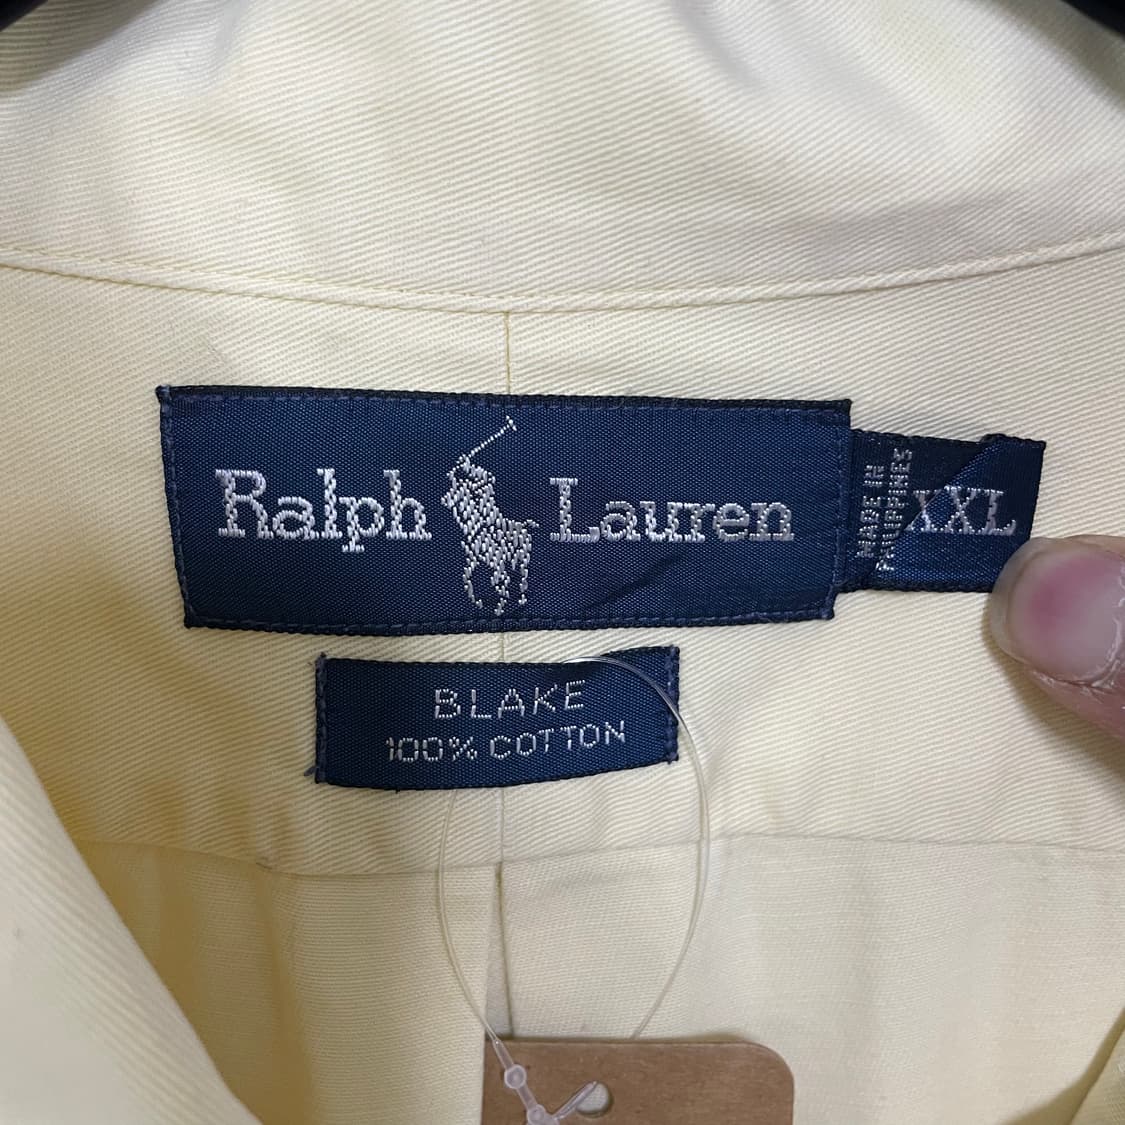 Ralph Lauren
MADE IN
PHILIPPINES
XXL
BLAKE
100% COTTON